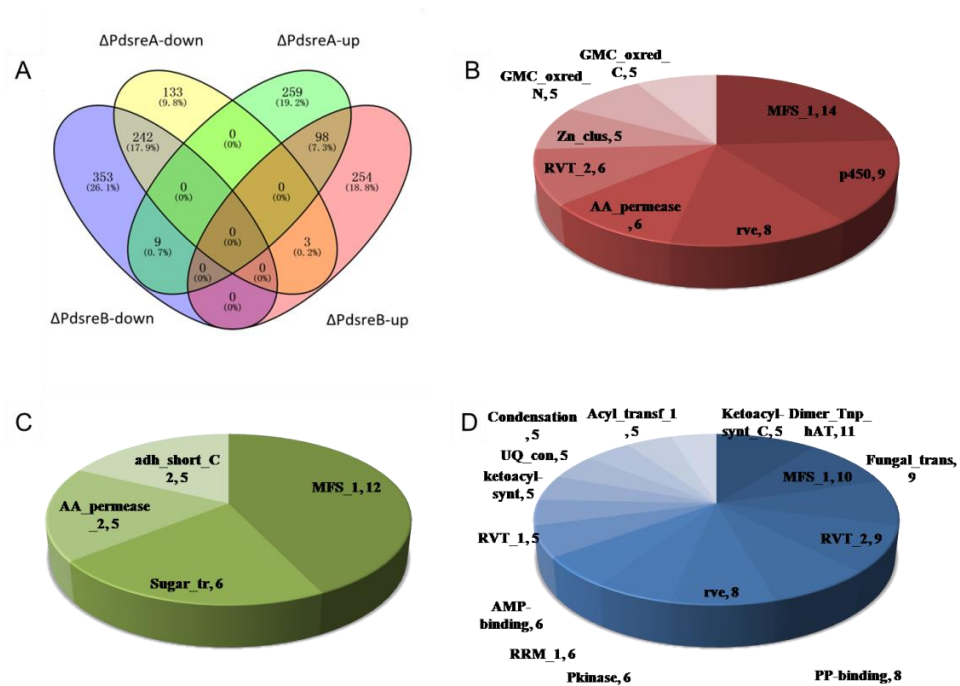 A
ΔPdsreA-down
ΔPdsreA-up
133
(9.8%)
259
(19.2%)
242
(17.9%)
0
(0%)
98
(7.3%)
353
(26.1%)
0
(0%)
0
(0%)
254
(18.8%)
0
(0%)
9
(0.7%)
3
(0.2%)
0
(0%)
0
(0%)
0
(0%)
ΔPdsreB-down
ΔPdsreB-up
B
GMC_oxred_
C, 5
GMC_oxred_
N, 5
MFS_1, 14
Zn_clus, 5
RVT_2, 6
p450, 9
AA_permease
, 6
rve, 8
C
adh_short_C
2, 5
MFS_1, 12
AA_permease
_2, 5
Sugar_tr, 6
D
Condensation
, 5
Acyl_transf_1
, 5
Ketoacyl-
synt_C, 5
Dimer_Tnp_
hAT, 11
UQ_con, 5
MFS_1, 10
Fungal_trans,
9
ketoacyl-
synt, 5
RVT_1, 5
RVT_2, 9
rve, 8
AMP-
binding, 6
RRM_1, 6
Pkinase, 6
PP-binding, 8